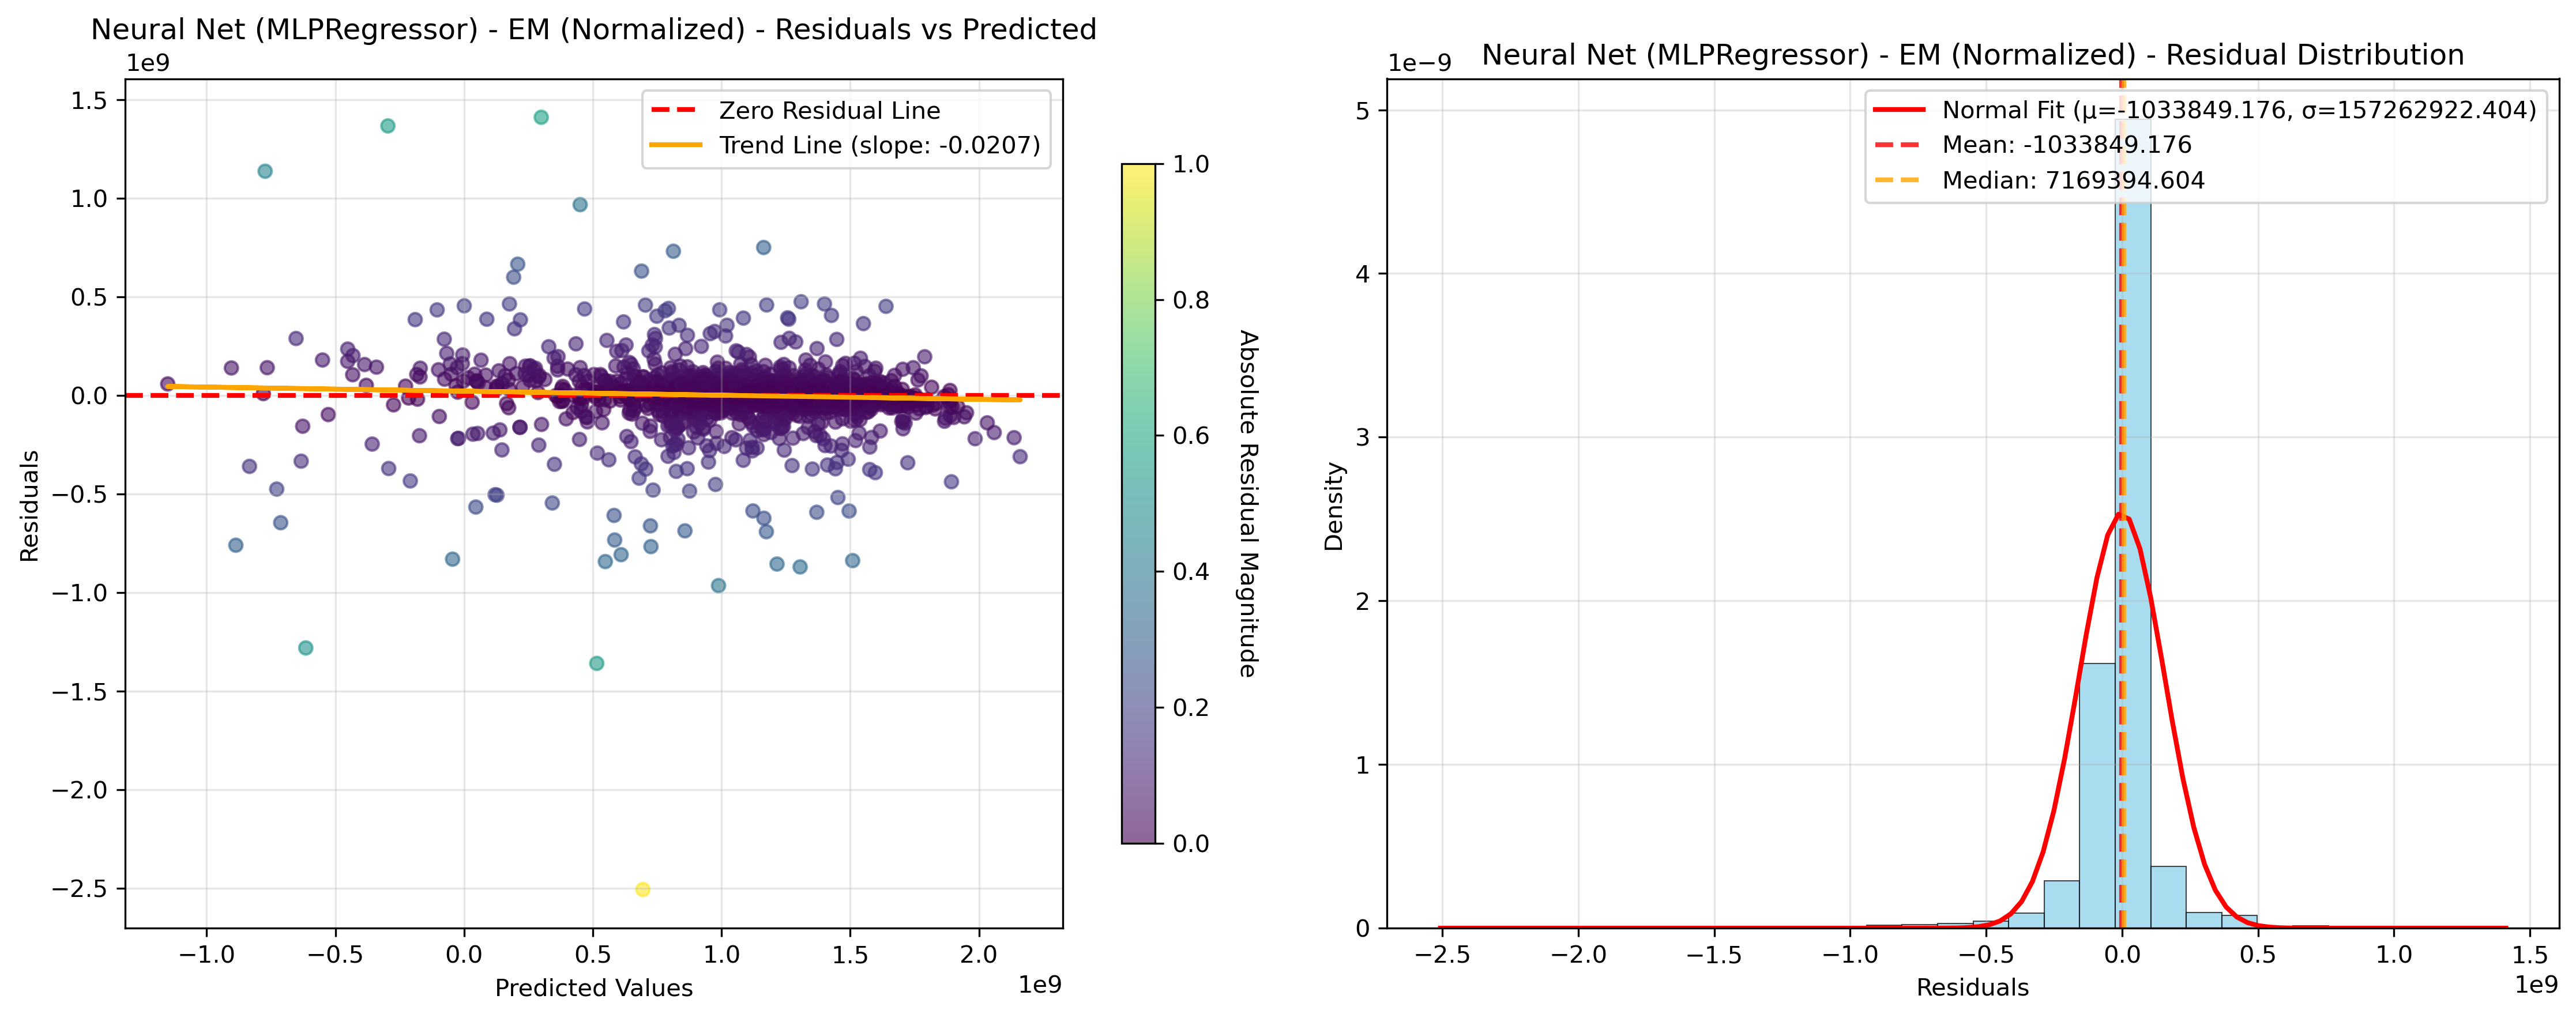 Neural Net (MLPRegressor) - EM (Normalized) - Residuals vs Predicted
1e9
Zero Residual Line
Trend Line (slope: -0.0207)
1.5
1.0
0.5
0.0
−0.5
−1.0
−1.5
−2.0
−2.5
Residuals
−1.0
−0.5
0.0
0.5
1.0
1.5
2.0
1e9
Predicted Values
1.0
0.8
0.6
0.4
0.2
0.0
Absolute Residual Magnitude
Neural Net (MLPRegressor) - EM (Normalized) - Residual Distribution
1e−9
Normal Fit (μ=-1033849.176, σ=157262922.404)
Mean: -1033849.176
Median: 7169394.604
5
4
3
2
1
0
Density
−2.5
−2.0
−1.5
−1.0
−0.5
0.0
0.5
1.0
1.5
1e9
Residuals